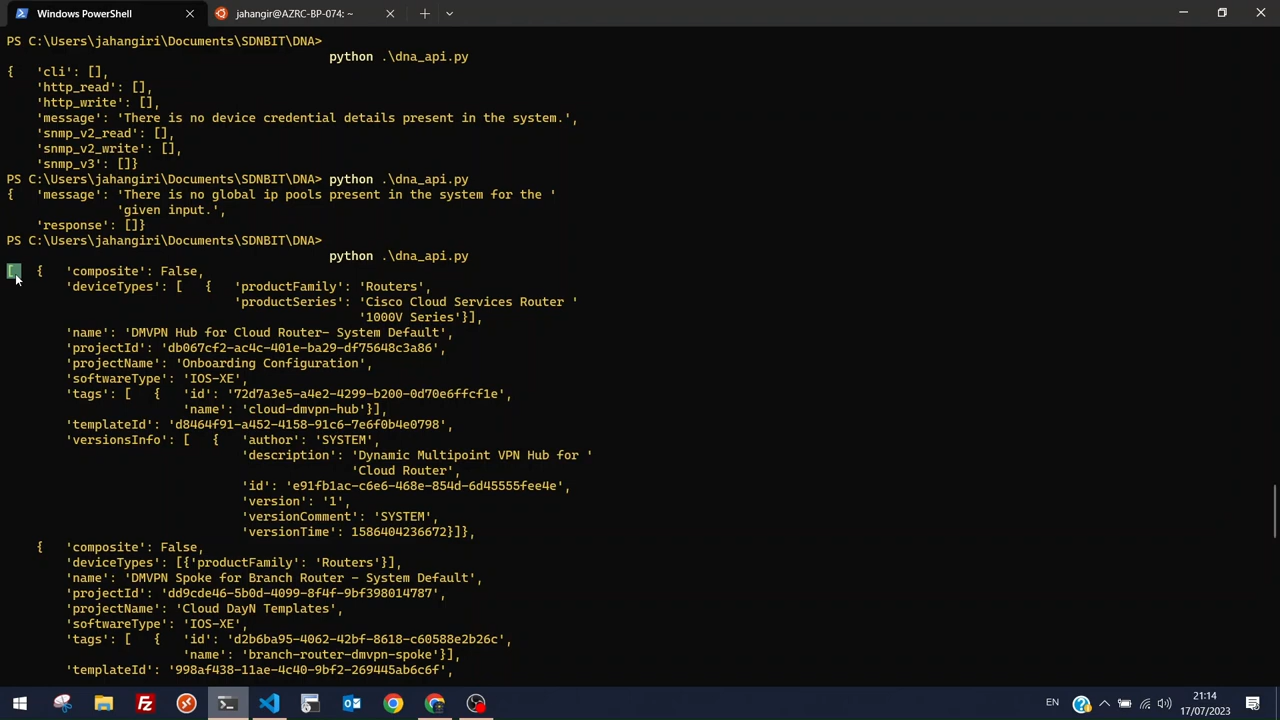 Windows PowerShell
jahangir@AZRC-BP-074: ~
PS C:\Users\jahangiri\Documents\SDNBIT\DNA>
python .\dna_api.py
{ 'cli': [],
'http_read': [],
'http_write': [],
'message': 'There is no device credential details present in the system.',
'snmp_v2_read': [],
'snmp_v2_write': [],
'snmp_v3': []}
PS C:\Users\jahangiri\Documents\SDNBIT\DNA> python .\dna_api.py
{ 'message': 'There is no global ip pools present in the system for the '
'given input.',
'response': []}
PS C:\Users\jahangiri\Documents\SDNBIT\DNA>
python .\dna_api.py
[ { 'composite': False,
'deviceTypes': [ { 'productFamily': 'Routers',
'productSeries': 'Cisco Cloud Services Router '
'1000V Series'}],
'name': 'DMVPN Hub for Cloud Router- System Default',
'projectId': 'db067cf2-ac4c-401e-ba29-df75648c3a86',
'projectName': 'Onboarding Configuration',
'softwareType': 'IOS-XE',
'tags': [ { 'id': '72d7a3e5-a4e2-4299-b200-0d70e6ffcf1e',
'name': 'cloud-dmvpn-hub'}],
'templateId': 'd8464f91-a452-4158-91c6-7e6f0b4e0798',
'versionsInfo': [ { 'author': 'SYSTEM',
'description': 'Dynamic Multipoint VPN Hub for '
'Cloud Router',
'id': 'e91fb1ac-c6e6-468e-854d-6d45555fee4e',
'version': '1',
'versionComment': 'SYSTEM',
'versionTime': 1586404236672}]},
{ 'composite': False,
'deviceTypes': [{'productFamily': 'Routers'}],
'name': 'DMVPN Spoke for Branch Router - System Default',
'projectId': 'dd9cde46-5b0d-4099-8f4f-9bf398014787',
'projectName': 'Cloud DayN Templates',
'softwareType': 'IOS-XE',
'tags': [ { 'id': 'd2b6ba95-4062-42bf-8618-c60588e2b26c',
'name': 'branch-router-dmvpn-spoke'}],
'templateId': '998af438-11ae-4c40-9bf2-269445ab6c6f',
EN
21:14
17/07/2023